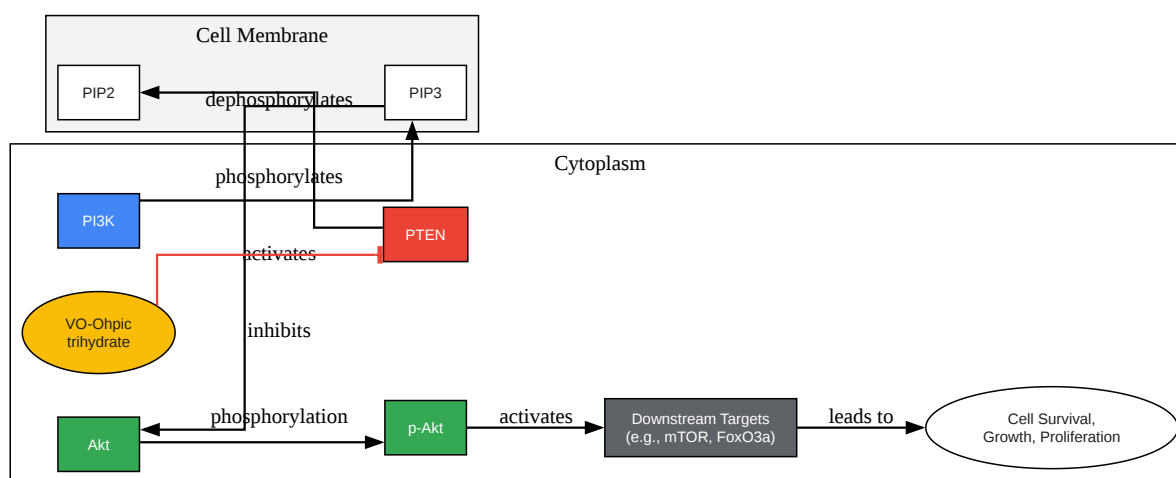 Cell Membrane
PIP2
dephosphorylates
PIP3
Cytoplasm
phosphorylates
PI3K
PTEN
activates
VO-Ohpic
trihydrate
inhibits
phosphorylation
Akt
p-Akt
activates
Downstream Targets
(e.g., mTOR, FoxO3a)
leads to
Cell Survival,
Growth, Proliferation